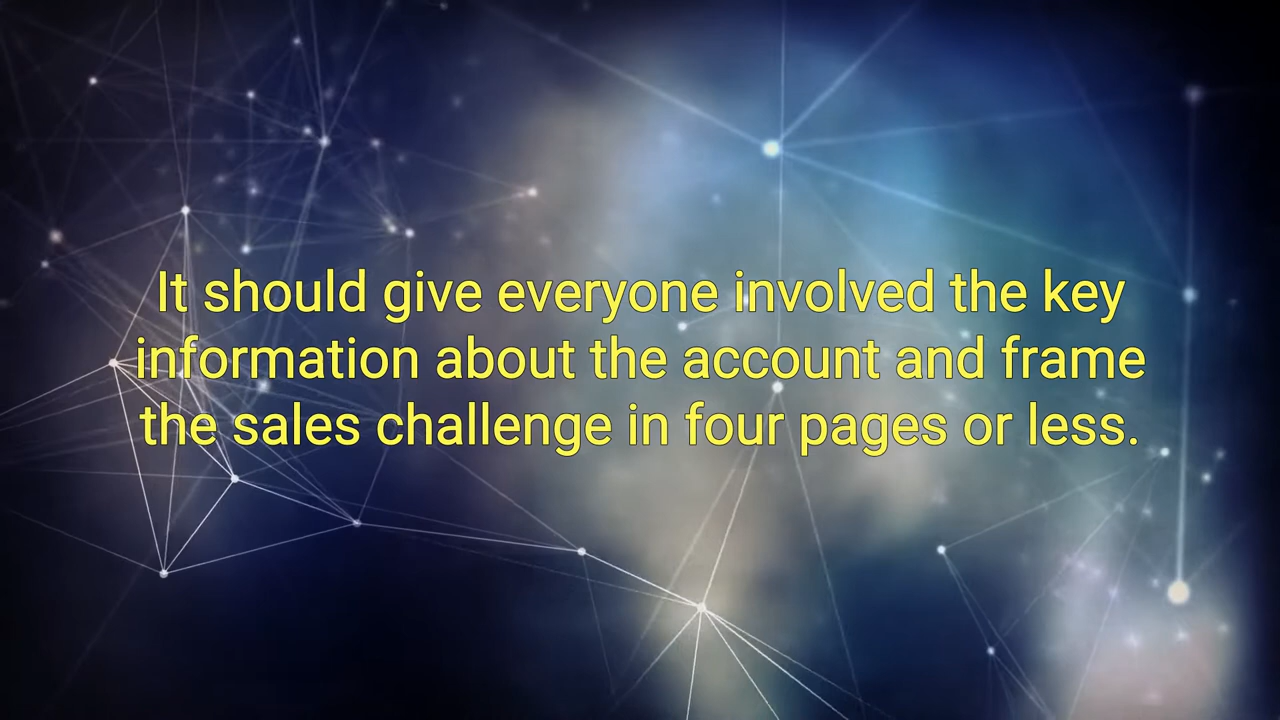 It should give everyone involved the key
information about the account and frame
the sales challenge in four pages or less.